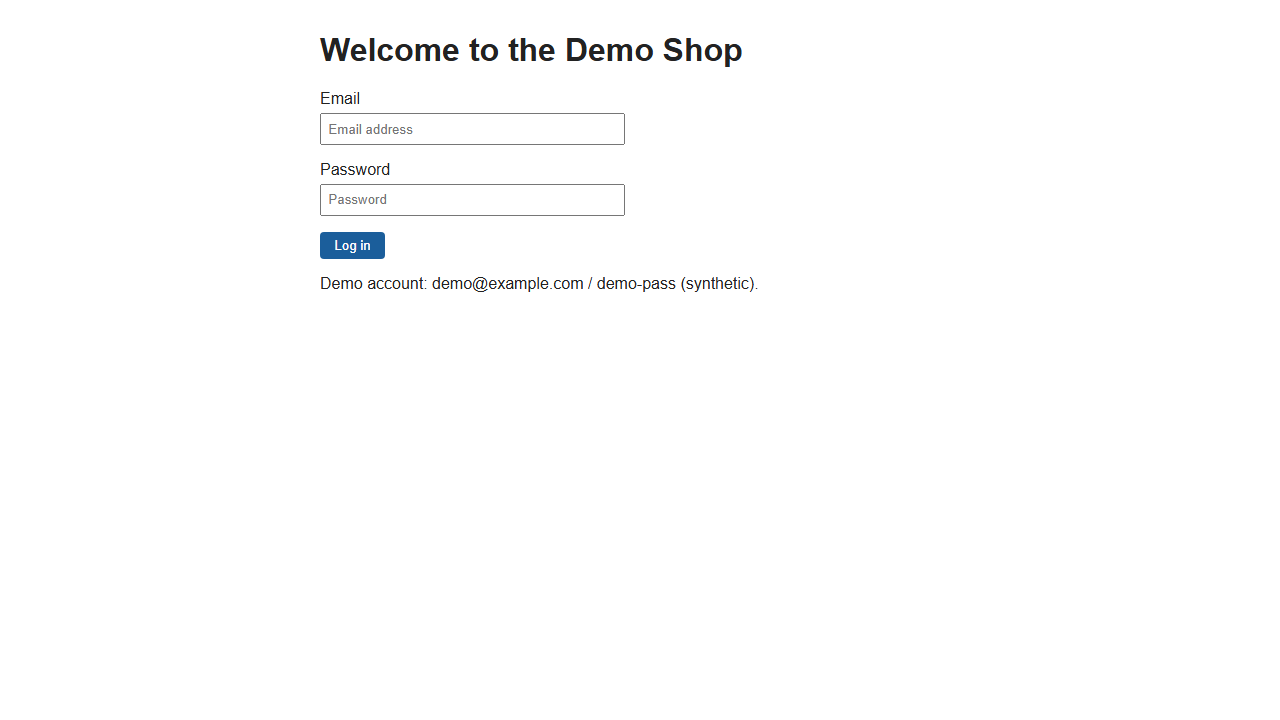 Welcome to the Demo Shop
Email
Email address
Password
Password
Log in
Demo account: demo@example.com / demo-pass (synthetic).